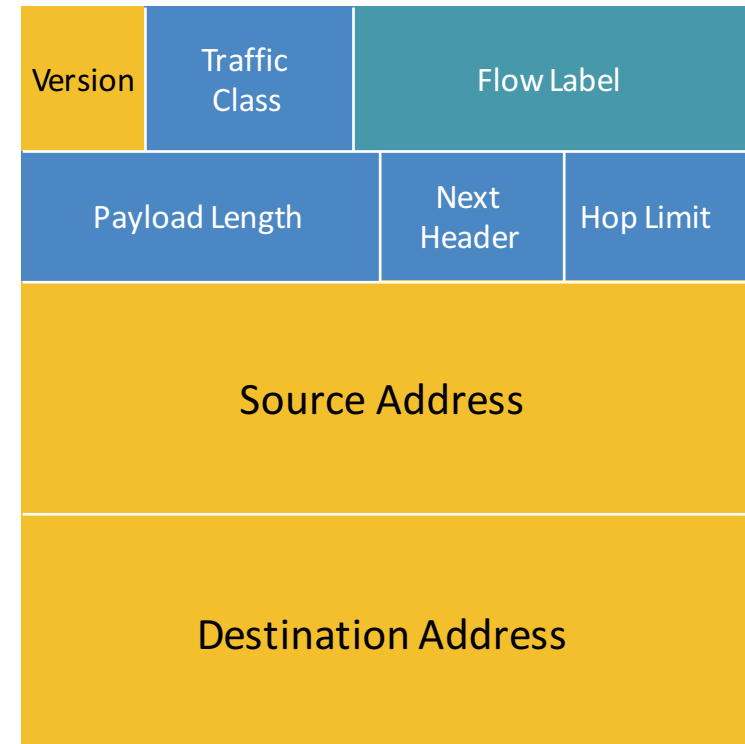 Version
Traffic
Class
Flow Label
Payload Length
Next
Header
Hop Limit
Source Address
Destination Address